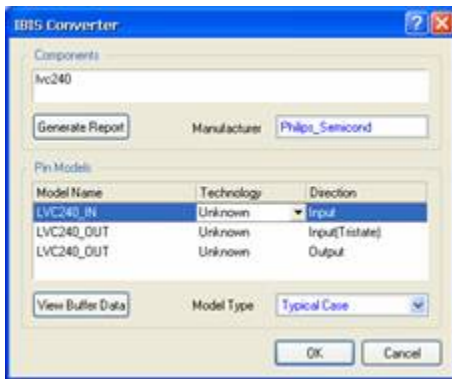 IBIS Converter
Components
lvc240
Generate Report Manufacturer Philips_Semicond
Pin Models
Model Name Technology Direction
LVC240_IN Unknown Input
LVC240_OUT Unknown Input(Tristate)
LVC240_OUT Unknown Output
View Buffer Data Model Type Typical Case
OK Cancel